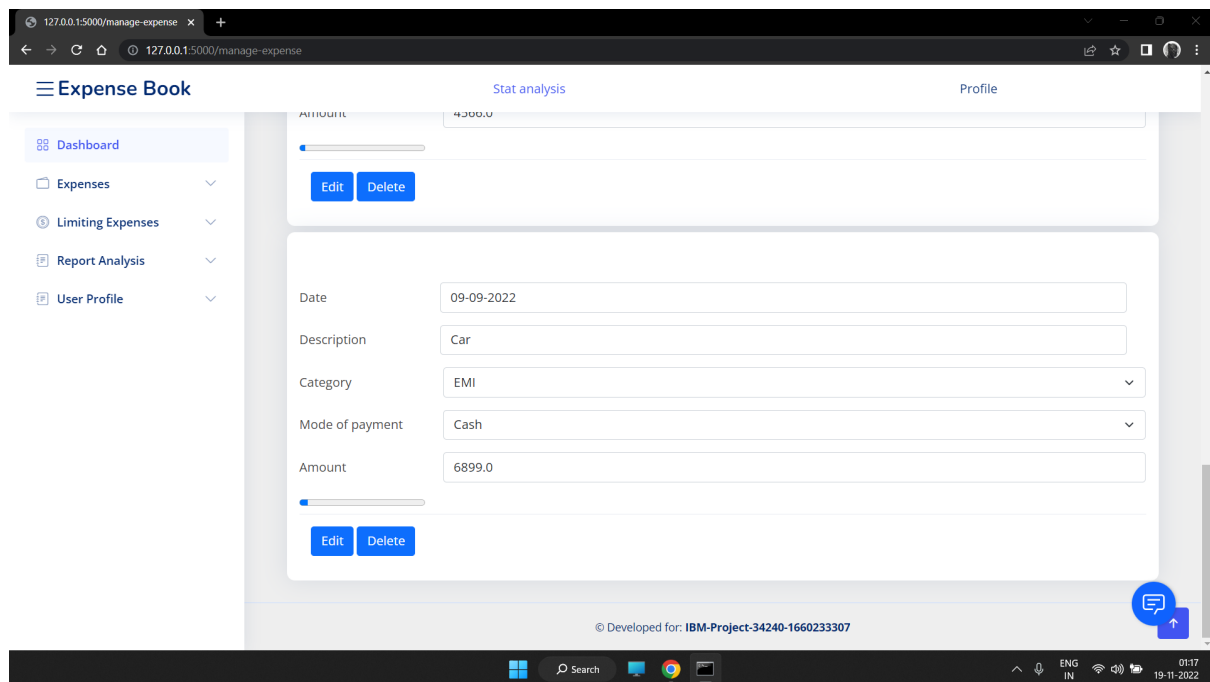 127.0.0.1:5000/manage-expense
127.0.0.1:5000/manage-expense
Expense Book
Stat analysis
Profile
Dashboard
Expenses
Limiting Expenses
Report Analysis
User Profile
Amount 4566.0
Edit Delete
Date 09-09-2022
Description Car
Category EMI
Mode of payment Cash
Amount 6899.0
Edit Delete
© Developed for: IBM-Project-34240-1660233307
Search
ENG
IN
01:17
19-11-2022